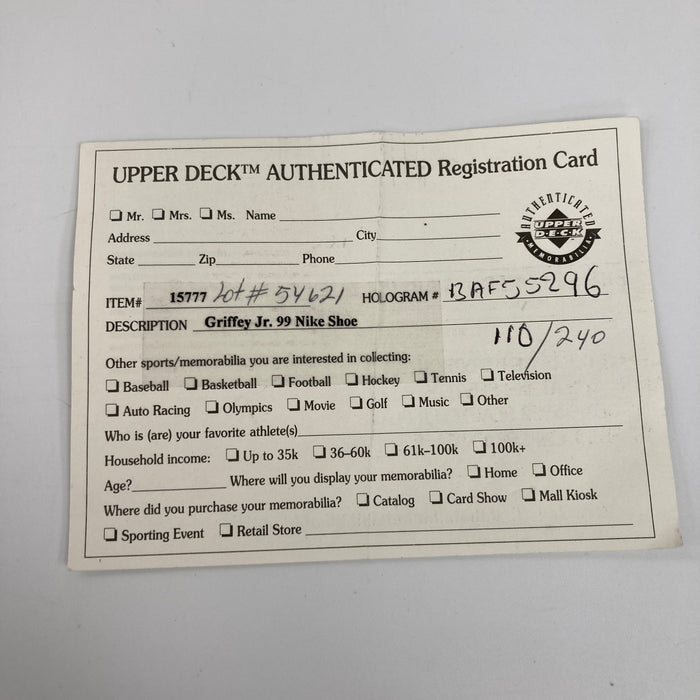 UPPER DECK™ AUTHENTICATED Registration Card
❏ Mr. ❏ Mrs. ❏ Ms. Name
Address City
State Zip Phone
AUTHENTICATED
UPPER
D·E·C·K
MEMORABILIA
ITEM# 15777 Lot # 54621 HOLOGRAM # BAF55296
DESCRIPTION Griffey Jr. 99 Nike Shoe
110/240
Other sports/memorabilia you are interested in collecting:
❏ Baseball ❏ Basketball ❏ Football ❏ Hockey ❏ Tennis ❏ Television
❏ Auto Racing ❏ Olympics ❏ Movie ❏ Golf ❏ Music ❏ Other
Who is (are) your favorite athlete(s)
Household income: ❏ Up to 35k ❏ 36–60k ❏ 61k–100k ❏ 100k+
Age? Where will you display your memorabilia? ❏ Home ❏ Office
Where did you purchase your memorabilia? ❏ Catalog ❏ Card Show ❏ Mall Kiosk
❏ Sporting Event ❏ Retail Store